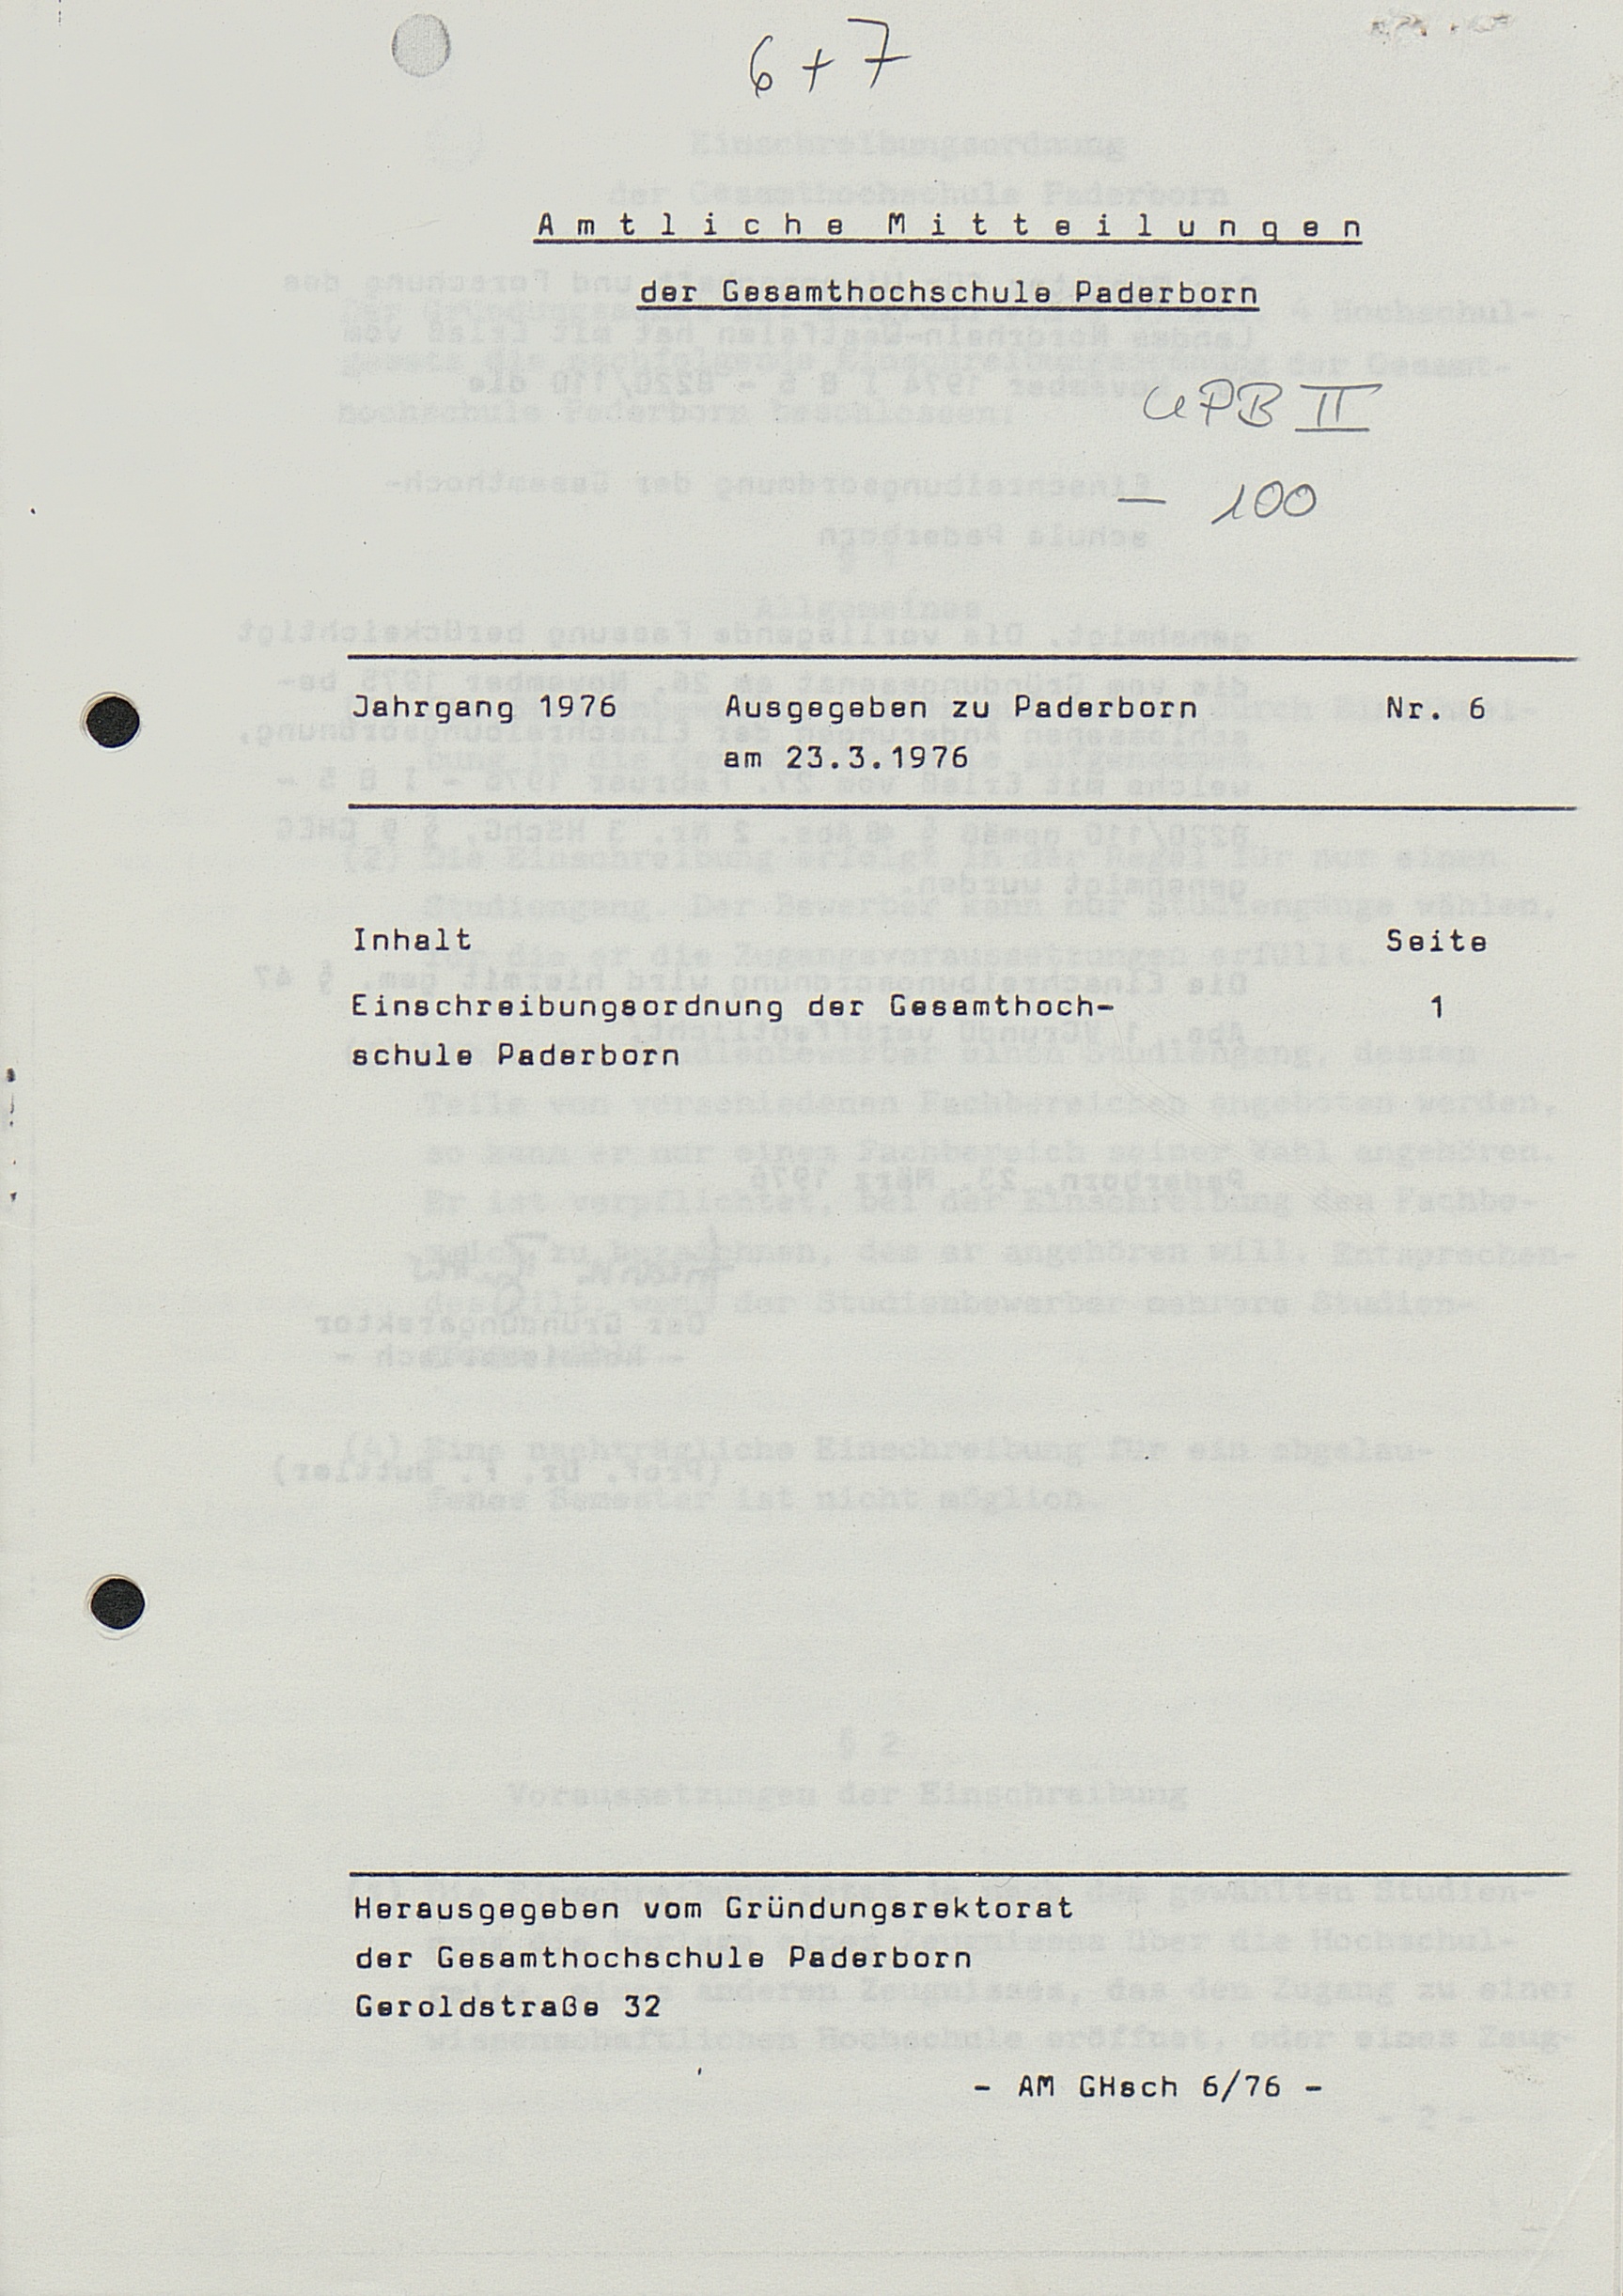 6 + 7
Amtliche Mitteilungen
der Gesamthochschule Paderborn
UPB II
— 100
Jahrgang 1976 Ausgegeben zu Paderborn Nr. 6
am 23.3.1976
Inhalt Seite
Einschreibungsordnung der Gesamthoch- 1
schule Paderborn
Herausgegeben vom Gründungsrektorat
der Gesamthochschule Paderborn
Geroldstraße 32
- AM GHsch 6/76 -